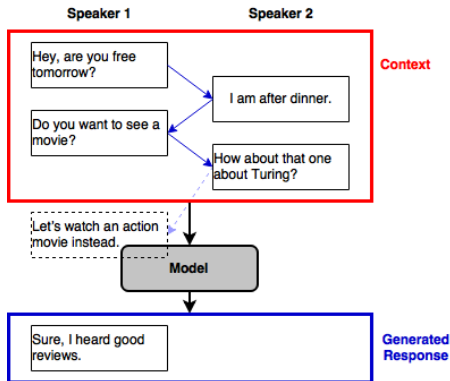 Speaker 1
Speaker 2
Hey, are you free
tomorrow?
Context
I am after dinner.
Do you want to see a
movie?
How about that one
about Turing?
Let's watch an action
movie instead.
Model
Sure, I heard good
reviews.
Generated
Response